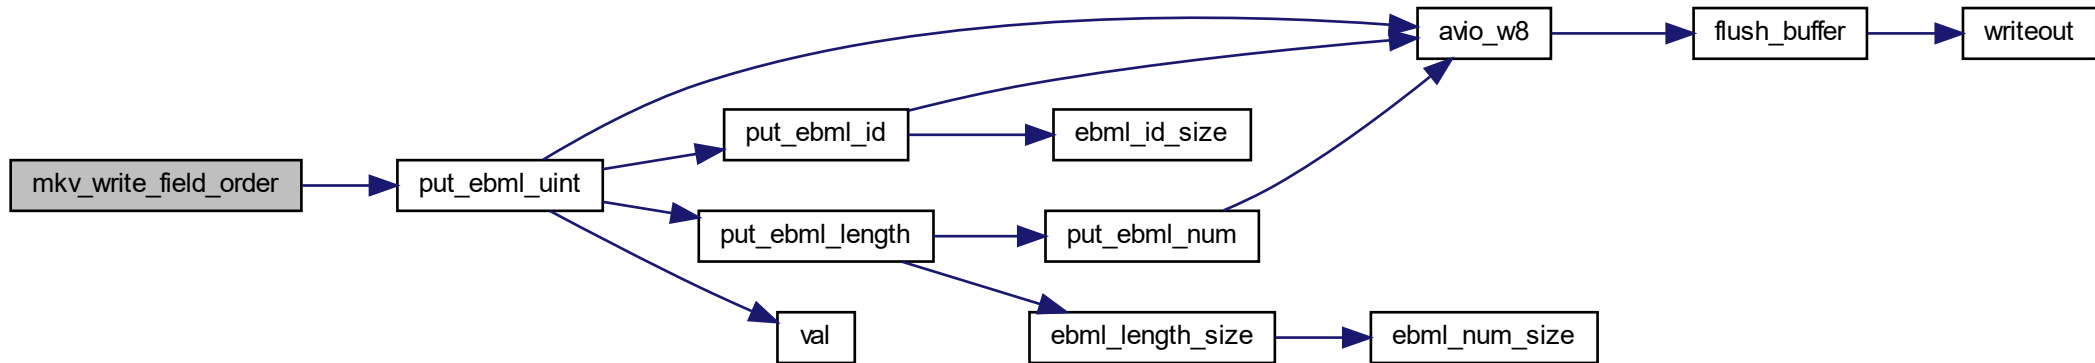 mkv_write_field_order
put_ebml_uint
avio_w8
flush_buffer
writeout
put_ebml_id
ebml_id_size
put_ebml_length
put_ebml_num
val
ebml_length_size
ebml_num_size